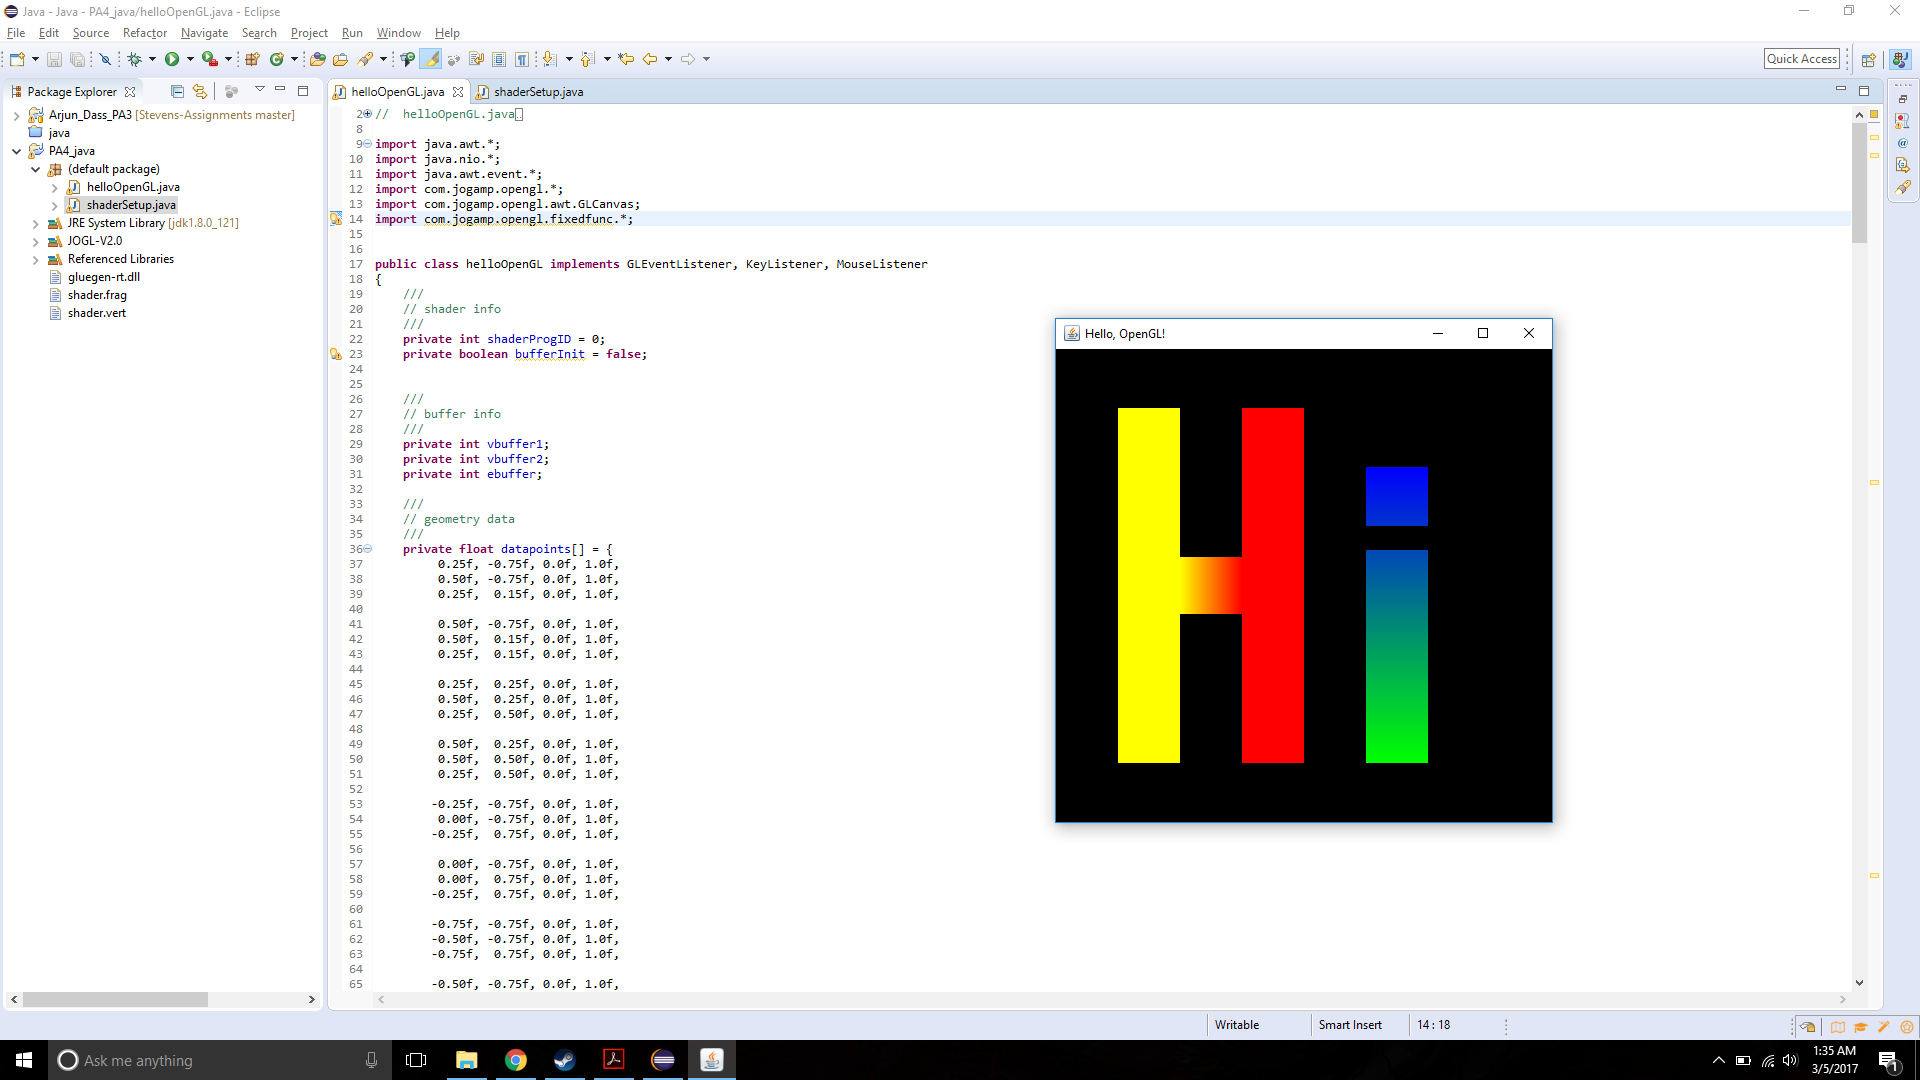 Java - Java - PA4_java/helloOpenGL.java - Eclipse
File Edit Source Refactor Navigate Search Project Run Window Help
Quick Access
Package Explorer
Arjun_Dass_PA3 [Stevens-Assignments master]
java
PA4_java
(default package)
helloOpenGL.java
shaderSetup.java
JRE System Library [jdk1.8.0_121]
JOGL-V2.0
Referenced Libraries
gluegen-rt.dll
shader.frag
shader.vert
helloOpenGL.java shaderSetup.java
2 // helloOpenGL.java
8
9 import java.awt.*;
10 import java.nio.*;
11 import java.awt.event.*;
12 import com.jogamp.opengl.*;
13 import com.jogamp.opengl.awt.GLCanvas;
14 import com.jogamp.opengl.fixedfunc.*;
15
16
17 public class helloOpenGL implements GLEventListener, KeyListener, MouseListener
18 {
19 ///
20 // shader info
21 ///
22 private int shaderProgID = 0;
23 private boolean bufferInit = false;
24
25
26 ///
27 // buffer info
28 ///
29 private int vbuffer1;
30 private int vbuffer2;
31 private int ebuffer;
32
33 ///
34 // geometry data
35 ///
36 private float datapoints[] = {
37 0.25f, -0.75f, 0.0f, 1.0f,
38 0.50f, -0.75f, 0.0f, 1.0f,
39 0.25f, 0.15f, 0.0f, 1.0f,
40
41 0.50f, -0.75f, 0.0f, 1.0f,
42 0.50f, 0.15f, 0.0f, 1.0f,
43 0.25f, 0.15f, 0.0f, 1.0f,
44
45 0.25f, 0.25f, 0.0f, 1.0f,
46 0.50f, 0.25f, 0.0f, 1.0f,
47 0.25f, 0.50f, 0.0f, 1.0f,
48
49 0.50f, 0.25f, 0.0f, 1.0f,
50 0.50f, 0.50f, 0.0f, 1.0f,
51 0.25f, 0.50f, 0.0f, 1.0f,
52
53 -0.25f, -0.75f, 0.0f, 1.0f,
54 0.00f, -0.75f, 0.0f, 1.0f,
55 -0.25f, 0.75f, 0.0f, 1.0f,
56
57 0.00f, -0.75f, 0.0f, 1.0f,
58 0.00f, 0.75f, 0.0f, 1.0f,
59 -0.25f, 0.75f, 0.0f, 1.0f,
60
61 -0.75f, -0.75f, 0.0f, 1.0f,
62 -0.50f, -0.75f, 0.0f, 1.0f,
63 -0.75f, 0.75f, 0.0f, 1.0f,
64
65 -0.50f, -0.75f, 0.0f, 1.0f,
Hello, OpenGL!
Hi
Writable Smart Insert 14 : 18
Ask me anything
1:35 AM
3/5/2017
1